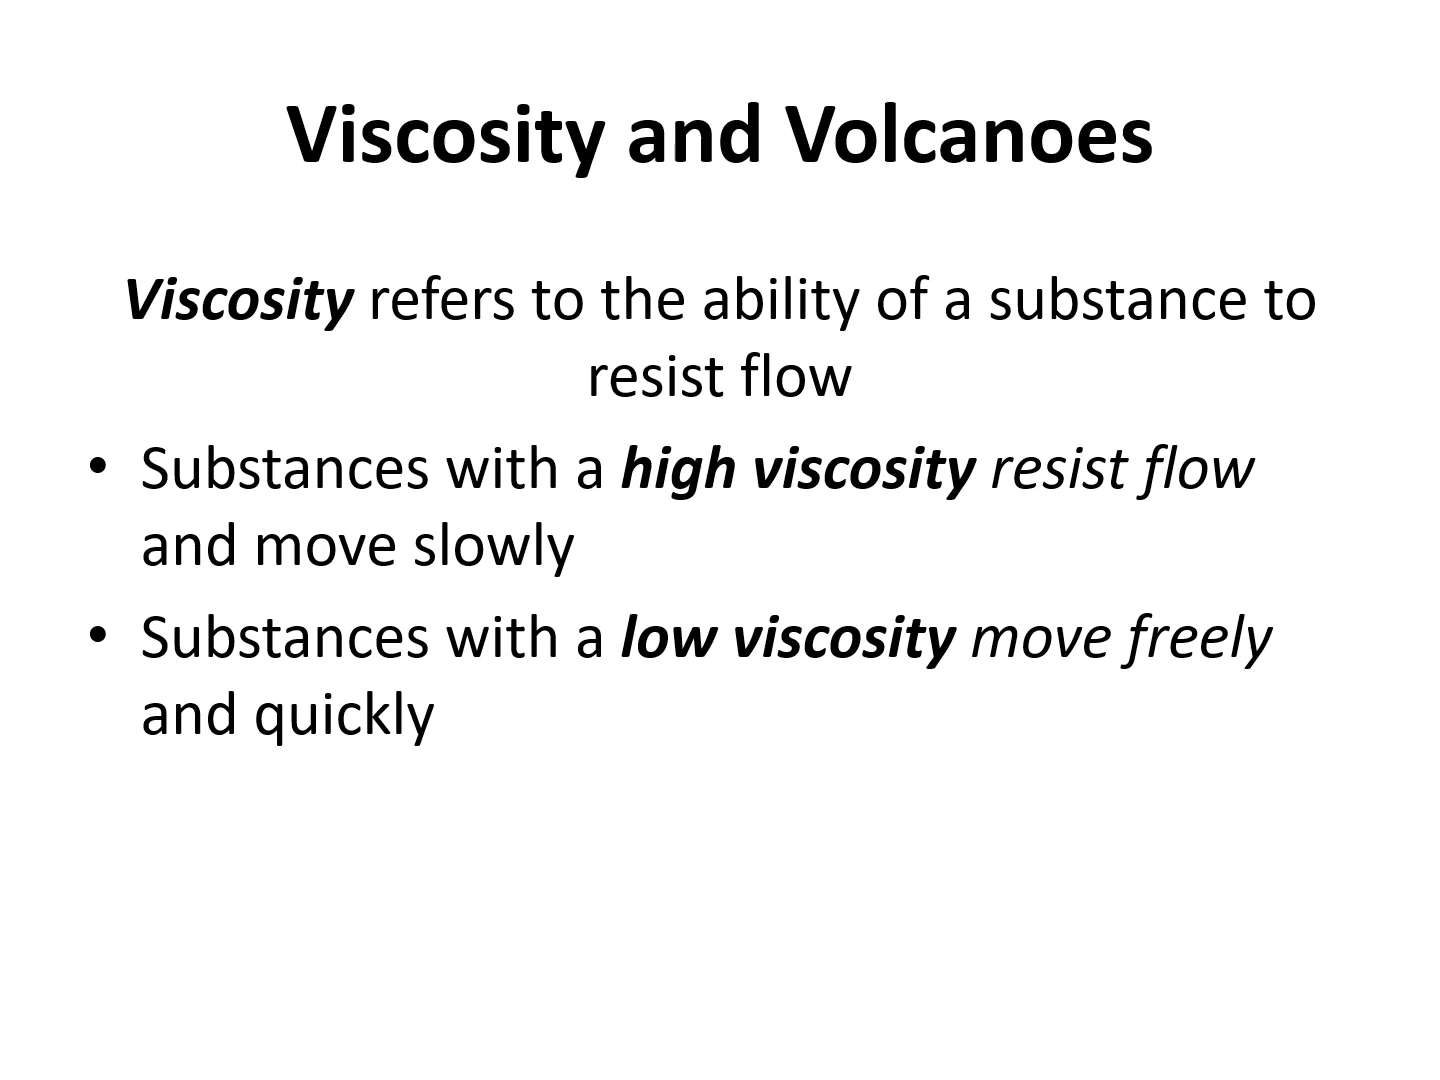 Viscosity and Volcanoes
Viscosity refers to the ability of a substance to
resist flow
• Substances with a high viscosity resist flow
and move slowly
• Substances with a low viscosity move freely
and quickly